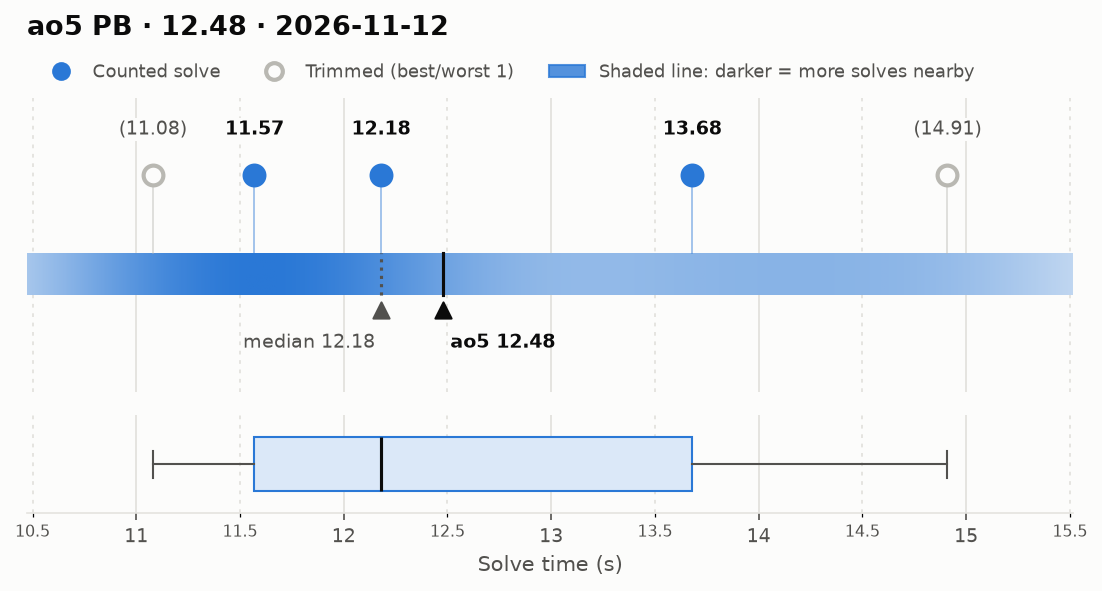 ao5 PB · 12.48 · 2026-11-12
Counted solve Trimmed (best/worst 1) Shaded line: darker = more solves nearby
(11.08) 11.57 12.18 13.68 (14.91)
median 12.18 ao5 12.48
10.5 11 11.5 12 12.5 13 13.5 14 14.5 15 15.5
Solve time (s)